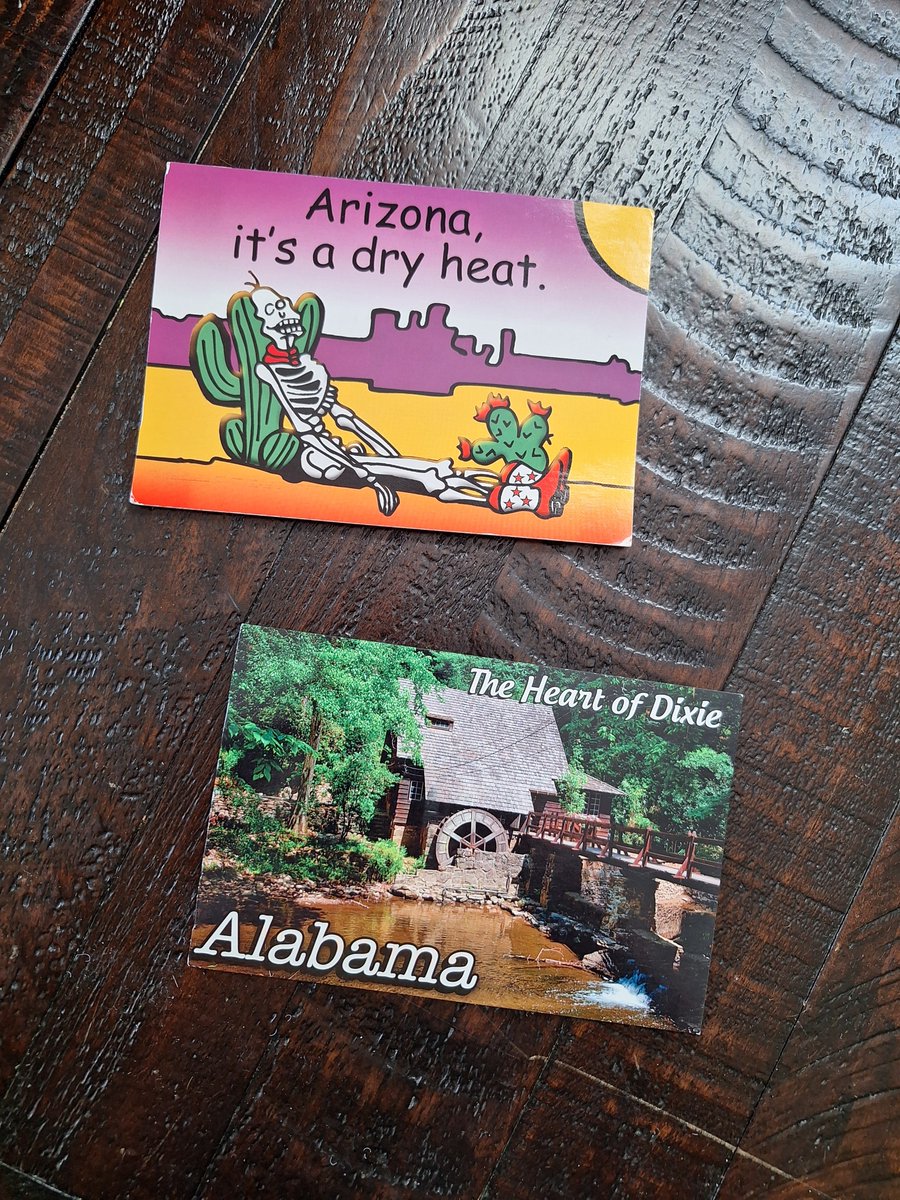 Arizona,
it's a dry heat.
The Heart of Dixie
Alabama